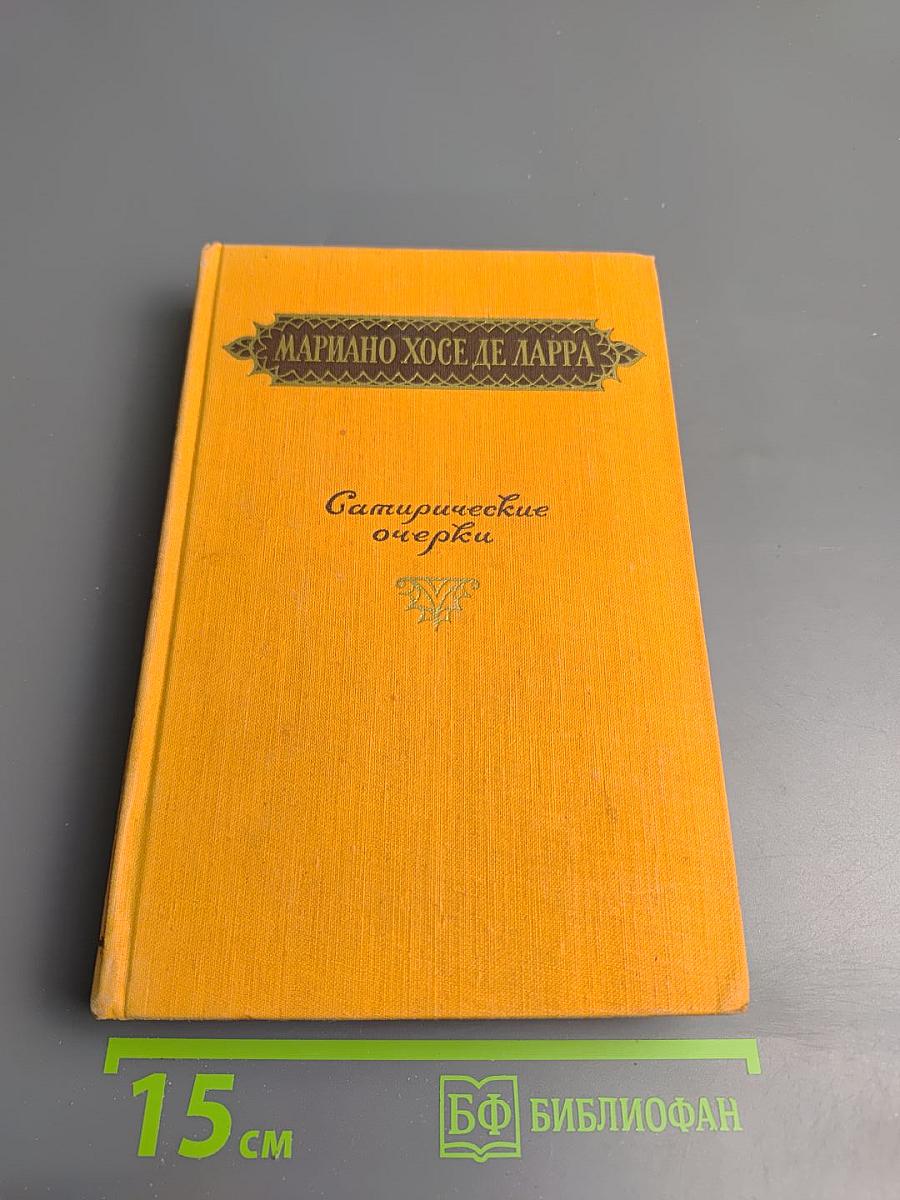 МАРИАНО ХОСЕ ДЕ ЛАРРА
Сатирические
очерки
15 см
БФ БИБЛИОФАН